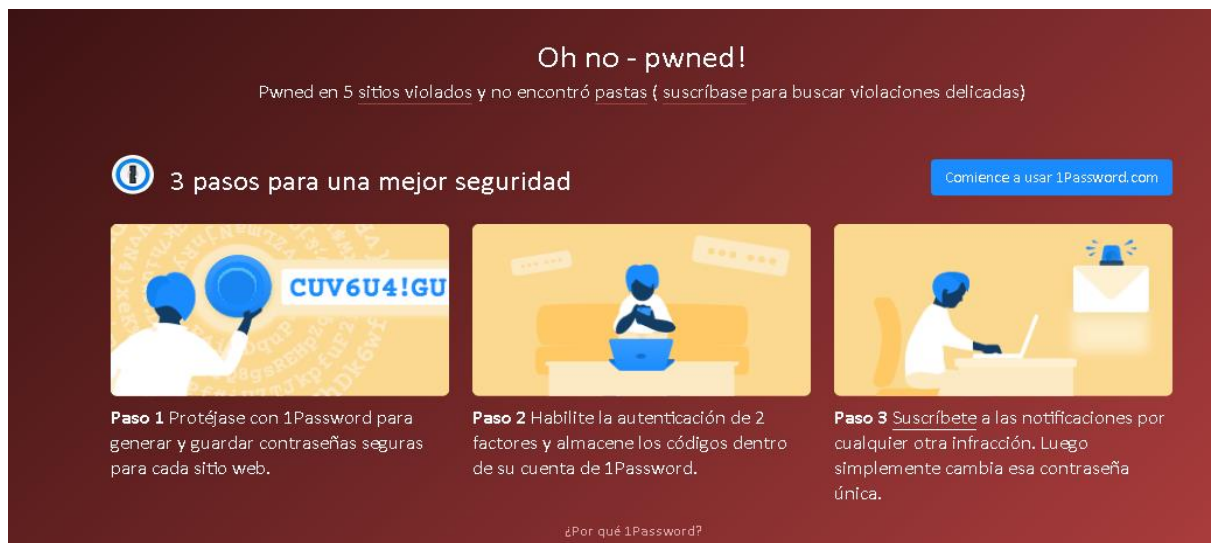 Oh no - pwned!
Pwned en 5 sitios violados y no encontró pastas ( suscríbase para buscar violaciones delicadas)
3 pasos para una mejor seguridad
Comience a usar 1Password.com
CUV6U4!GU
Paso 1 Protéjase con 1Password para
generar y guardar contraseñas seguras
para cada sitio web.
Paso 2 Habilite la autenticación de 2
factores y almacene los códigos dentro
de su cuenta de 1Password.
Paso 3 Suscríbete a las notificaciones por
cualquier otra infracción. Luego
simplemente cambia esa contraseña
única.
¿Por qué 1Password?